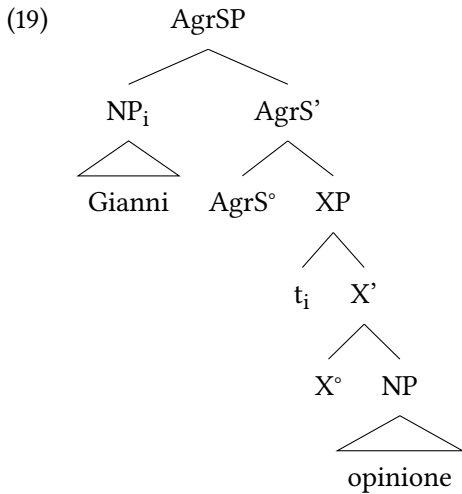 (19) AgrSP
NPi AgrS’
Gianni AgrS° XP
ti X’
X° NP
opinione